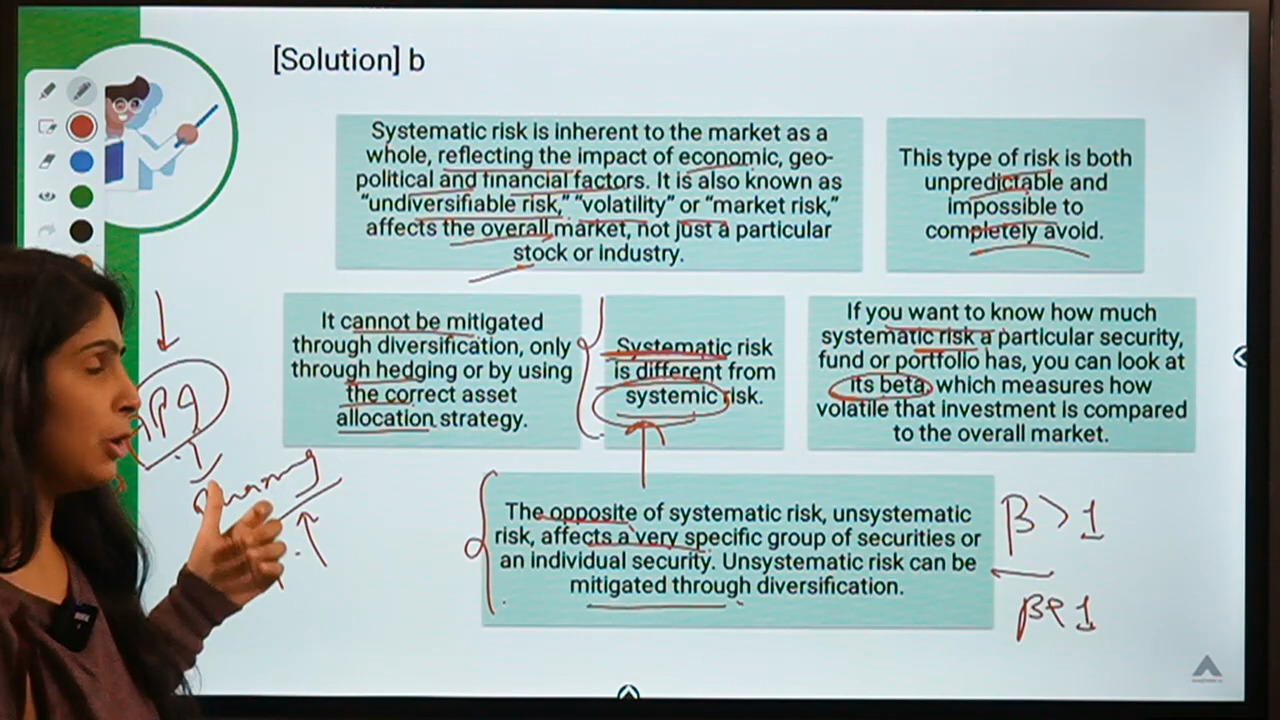 [Solution] b
Systematic risk is inherent to the market as a
whole, reflecting the impact of economic, geo-
political and financial factors. It is also known as
“undiversifiable risk,” “volatility” or “market risk,”
affects the overall market, not just a particular
stock or industry.
This type of risk is both
unpredictable and
impossible to
completely avoid.
It cannot be mitigated
through diversification, only
through hedging or by using
the correct asset
allocation strategy.
Systematic risk
is different from
systemic risk.
If you want to know how much
systematic risk a particular security,
fund or portfolio has, you can look at
its beta, which measures how
volatile that investment is compared
to the overall market.
The opposite of systematic risk, unsystematic
risk, affects a very specific group of securities or
an individual security. Unsystematic risk can be
mitigated through diversification.
β > 1